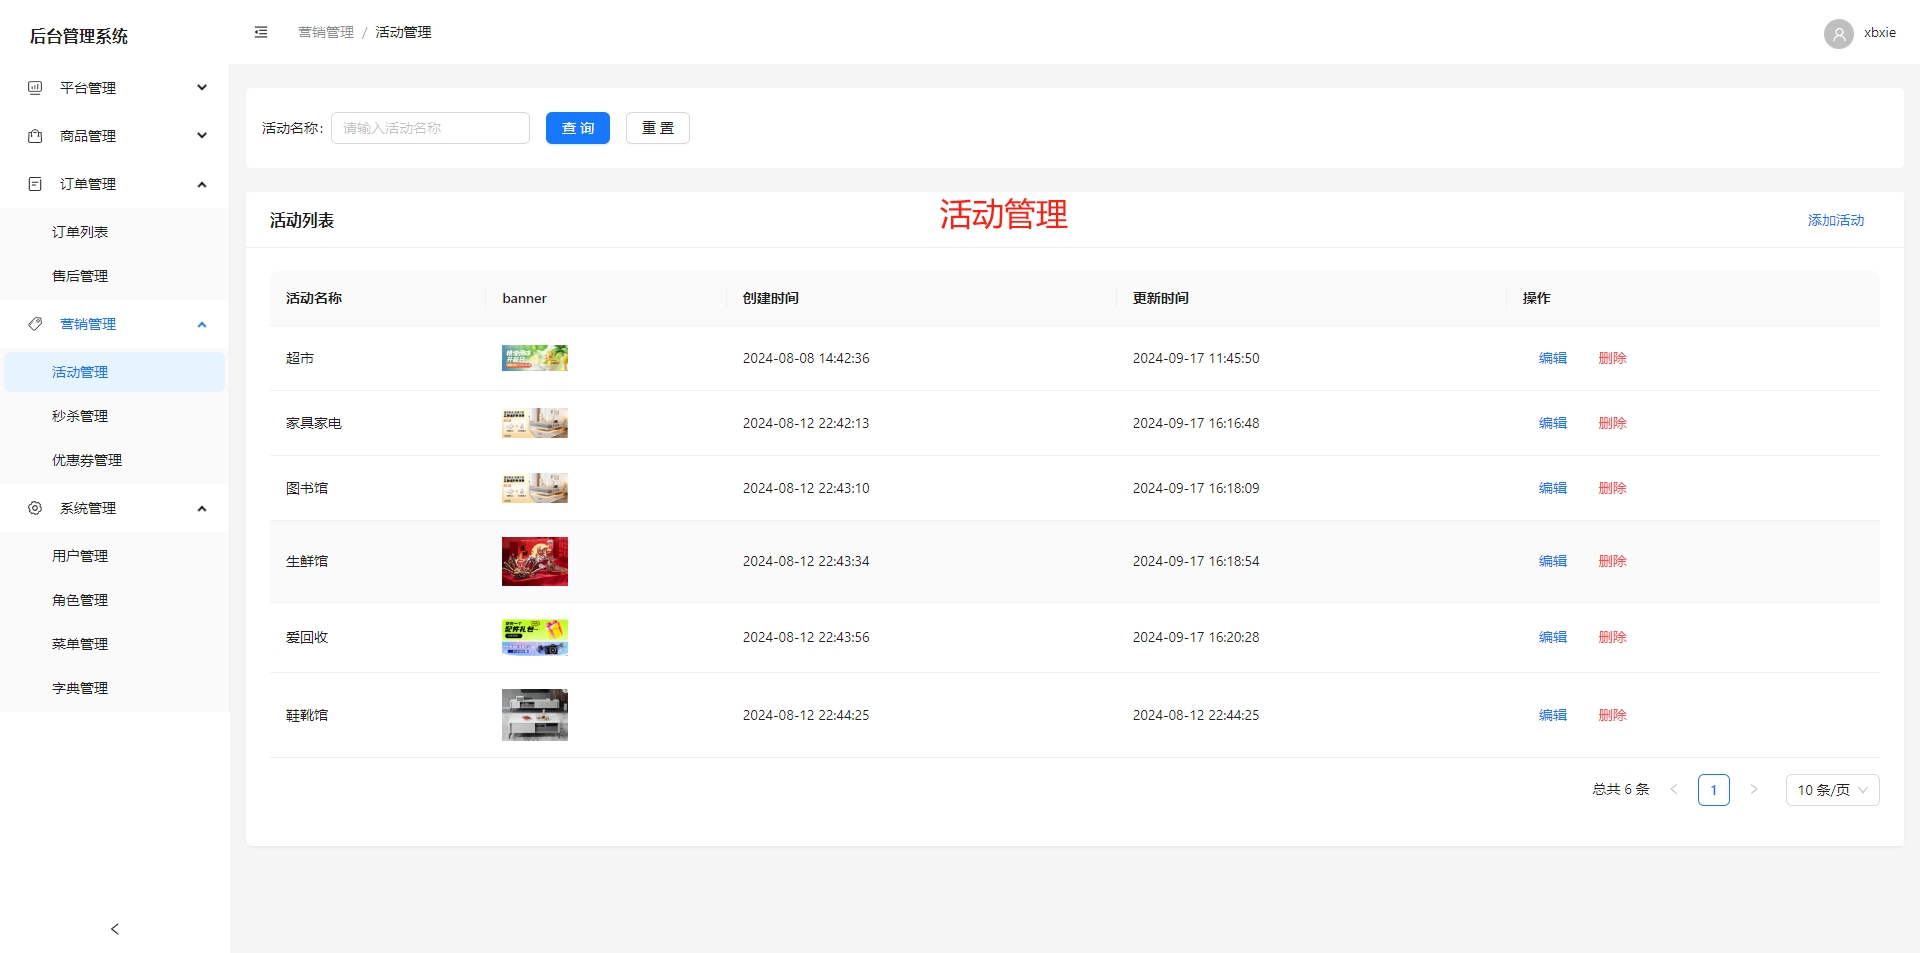 后台管理系统
营销管理 / 活动管理
xbxie
平台管理
商品管理
订单管理
订单列表
售后管理
营销管理
活动管理
秒杀管理
优惠券管理
系统管理
用户管理
角色管理
菜单管理
字典管理
活动名称: 请输入活动名称 查 询 重 置
活动列表 活动管理 添加活动
活动名称 banner 创建时间 更新时间 操作
超市 2024-08-08 14:42:36 2024-09-17 11:45:50 编辑 删除
家具家电 2024-08-12 22:42:13 2024-09-17 16:16:48 编辑 删除
图书馆 2024-08-12 22:43:10 2024-09-17 16:18:09 编辑 删除
生鲜馆 2024-08-12 22:43:34 2024-09-17 16:18:54 编辑 删除
爱回收 配件礼包 2024-08-12 22:43:56 2024-09-17 16:20:28 编辑 删除
鞋靴馆 2024-08-12 22:44:25 2024-08-12 22:44:25 编辑 删除
总共 6 条 1 10 条/页